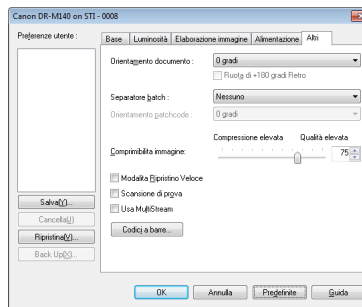 Canon DR-M140 on STI - 0008
Preferenze utente :
Base Luminosità Elaborazione immagine Alimentazione Altri
Orientamento documento : 0 gradi
Ruota di +180 gradi Retro
Separatore batch : Nessuno
Orientamento patchcode : 0 gradi
Compressione elevata Qualità elevata
Comprimibilita immagine: 75
Modalita Ripristino Veloce
Scansione di prova
Usa MultiStream
Codici a barre...
Salva(Y)...
Cancella(J)
Ripristina(V)...
Back Up(X)...
OK Annulla Predefinite Guida